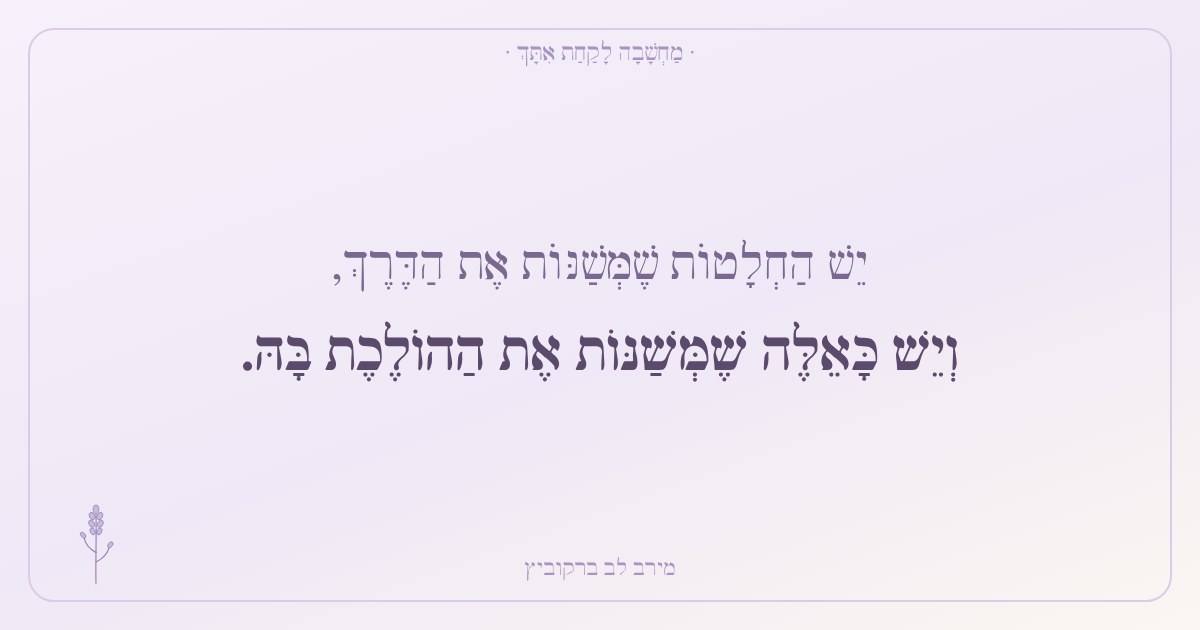 · מַחְשָׁבָה לָקַחַת אִתָּךְ ·
יֵשׁ הַחְלָטוֹת שֶׁמְּשַׁנּוֹת אֶת הַדֶּרֶךְ,
וְיֵשׁ כָּאֵלֶּה שֶׁמְּשַׁנּוֹת אֶת הַהוֹלֶכֶת בָּהּ.
מירב לב ברקוביץ